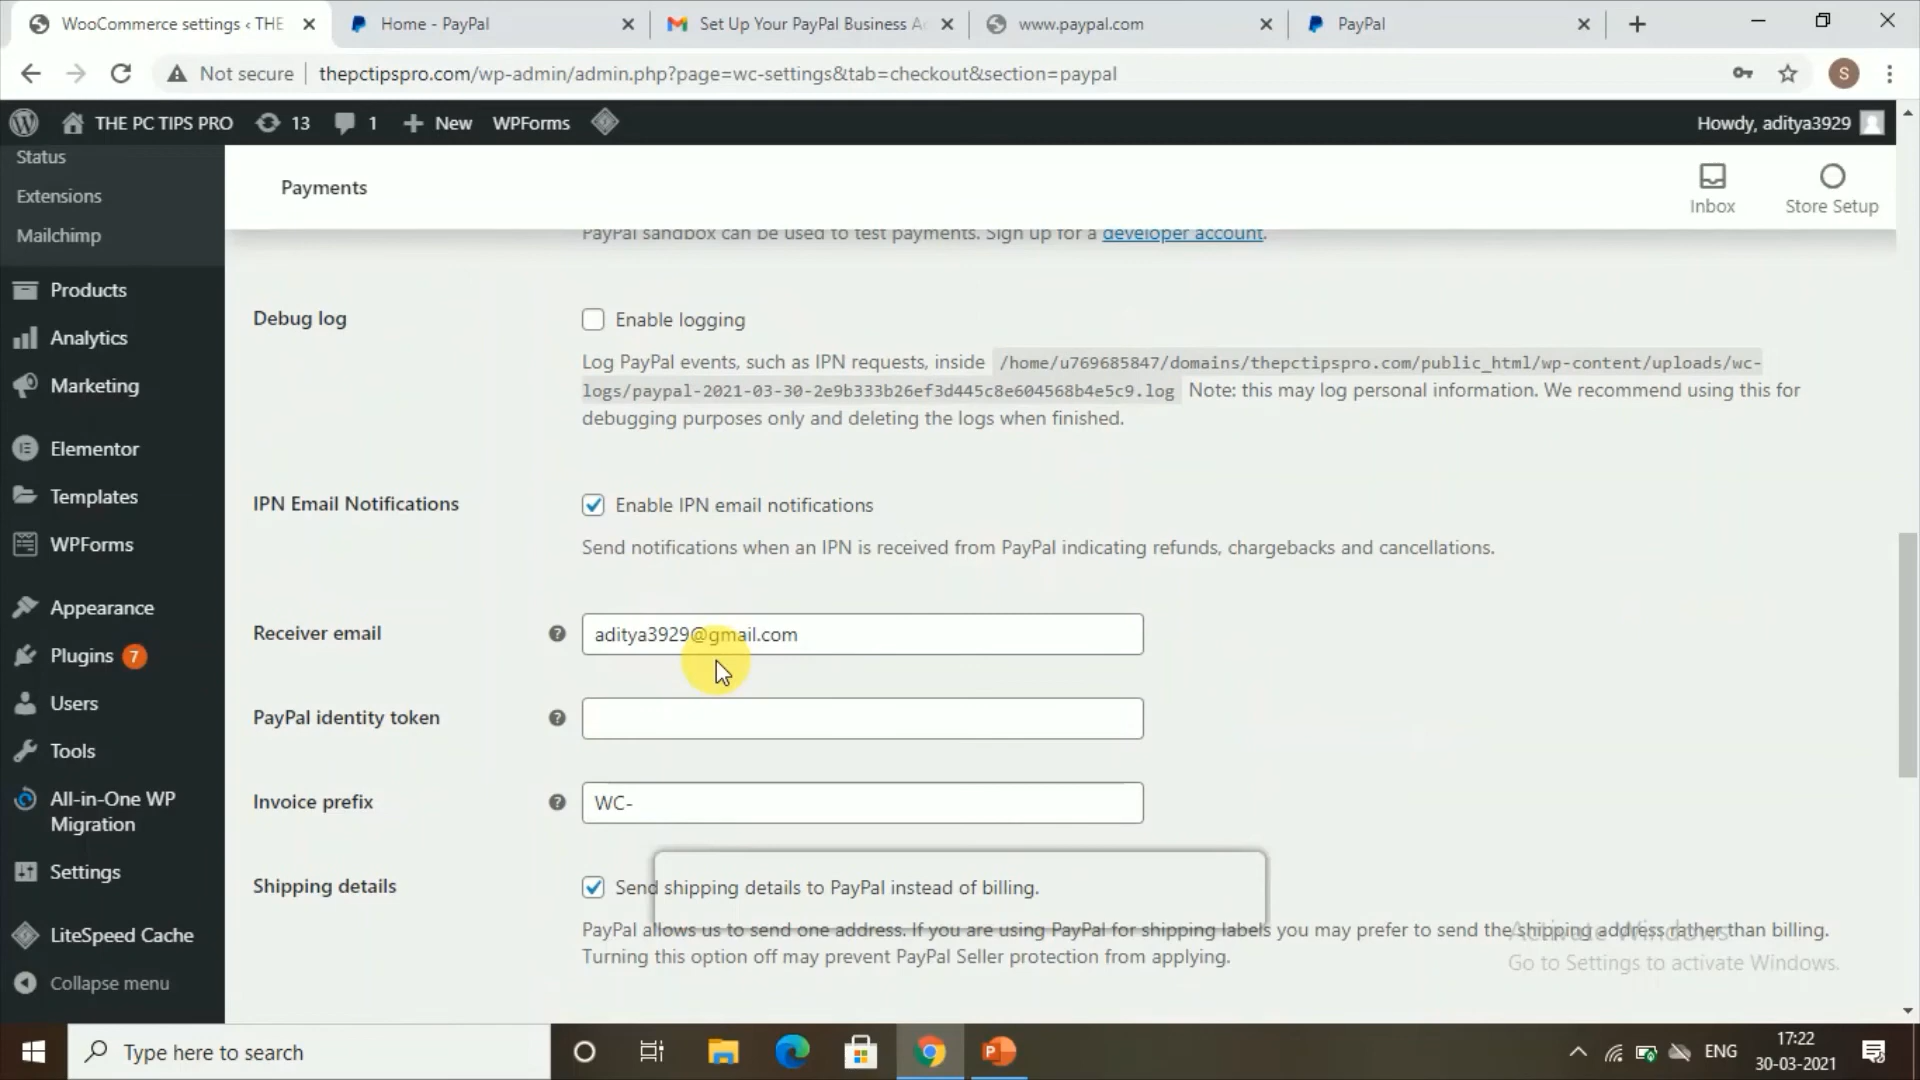 WooCommerce settings ‹ THE
Home - PayPal
Set Up Your PayPal Business A
www.paypal.com
PayPal
Not secure
thepctipspro.com/wp-admin/admin.php?page=wc-settings&tab=checkout&section=paypal
S
THE PC TIPS PRO
13
1
New
WPForms
Howdy, aditya3929
Status
Extensions
Mailchimp
Products
Analytics
Marketing
Elementor
Templates
WPForms
Appearance
Plugins 7
Users
Tools
All-in-One WP
Migration
Settings
LiteSpeed Cache
Collapse menu
Payments
Inbox
Store Setup
PayPal sandbox can be used to test payments. Sign up for a developer account.
Debug log
Enable logging
Log PayPal events, such as IPN requests, inside /home/u769685847/domains/thepctipspro.com/public_html/wp-content/uploads/wc-
logs/paypal-2021-03-30-2e9b333b26ef3d445c8e604568b4e5c9.log Note: this may log personal information. We recommend using this for
debugging purposes only and deleting the logs when finished.
IPN Email Notifications
Enable IPN email notifications
Send notifications when an IPN is received from PayPal indicating refunds, chargebacks and cancellations.
Receiver email
aditya3929@gmail.com
PayPal identity token
Invoice prefix
WC-
Shipping details
Send shipping details to PayPal instead of billing.
PayPal allows us to send one address. If you are using PayPal for shipping labels you may prefer to send the shipping address rather than billing.
Turning this option off may prevent PayPal Seller protection from applying.
Activate Windows
Go to Settings to activate Windows.
Type here to search
ENG
17:22
30-03-2021